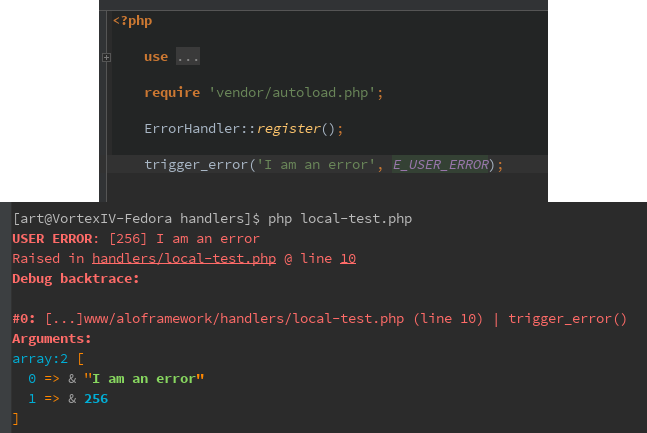 <?php
use ...
require 'vendor/autoload.php';
ErrorHandler::register();
trigger_error('I am an error', E_USER_ERROR);
[art@VortexIV-Fedora handlers]$ php local-test.php
USER ERROR: [256] I am an error
Raised in handlers/local-test.php @ line 10
Debug backtrace:
#0: [...]www/aloframework/handlers/local-test.php (line 10) | trigger_error()
Arguments:
array:2 [
0 => & "I am an error"
1 => & 256
]